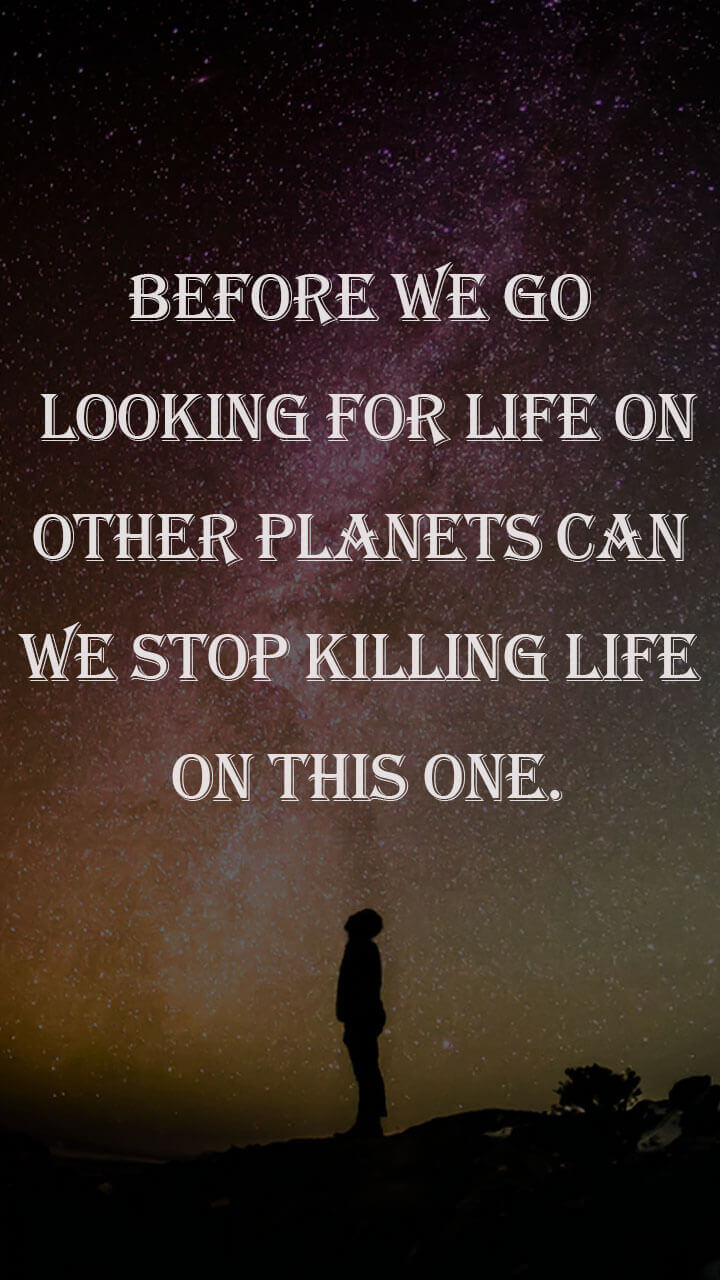 BEFORE WE GO
LOOKING FOR LIFE ON
OTHER PLANETS CAN
WE STOP KILLING LIFE
ON THIS ONE.